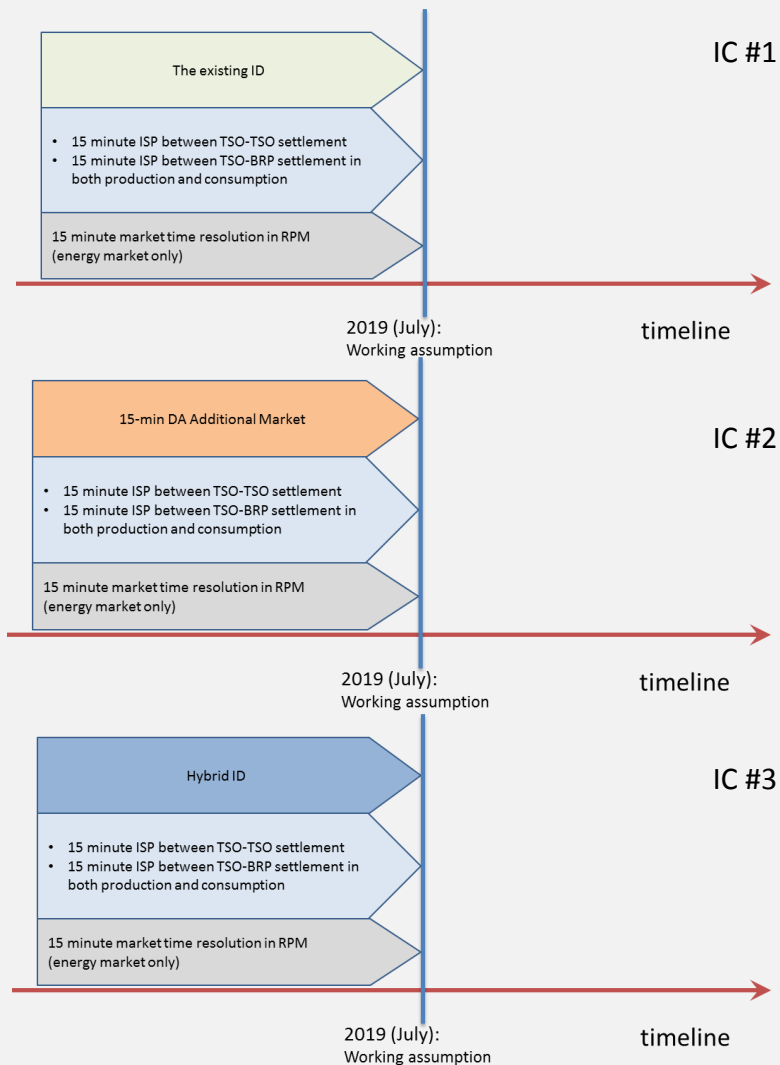 IC #1
The existing ID
• 15 minute ISP between TSO-TSO settlement
• 15 minute ISP between TSO-BRP settlement in
both production and consumption
15 minute market time resolution in RPM
(energy market only)
2019 (July):
Working assumption
timeline
IC #2
15-min DA Additional Market
• 15 minute ISP between TSO-TSO settlement
• 15 minute ISP between TSO-BRP settlement in
both production and consumption
15 minute market time resolution in RPM
(energy market only)
2019 (July):
Working assumption
timeline
IC #3
Hybrid ID
• 15 minute ISP between TSO-TSO settlement
• 15 minute ISP between TSO-BRP settlement in
both production and consumption
15 minute market time resolution in RPM
(energy market only)
2019 (July):
Working assumption
timeline